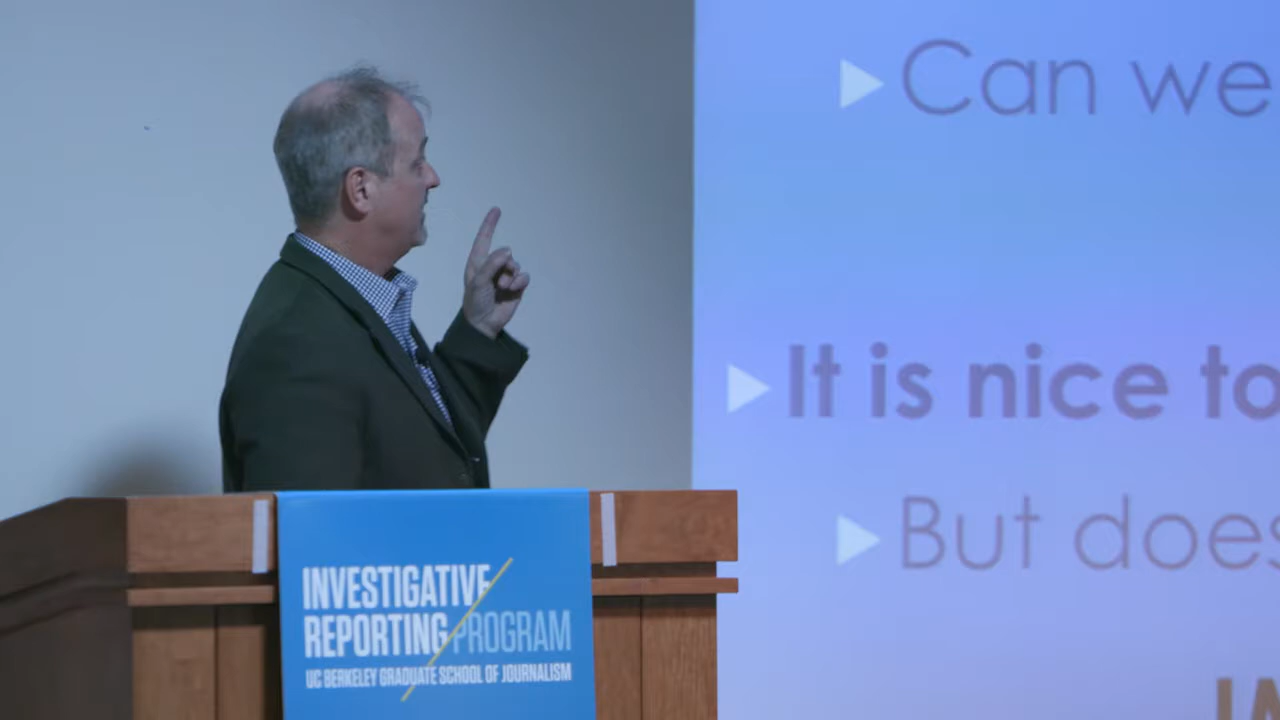 Can we
It is nice to
But does
INVESTIGATIVE
REPORTING/PROGRAM
UC BERKELEY GRADUATE SCHOOL OF JOURNALISM